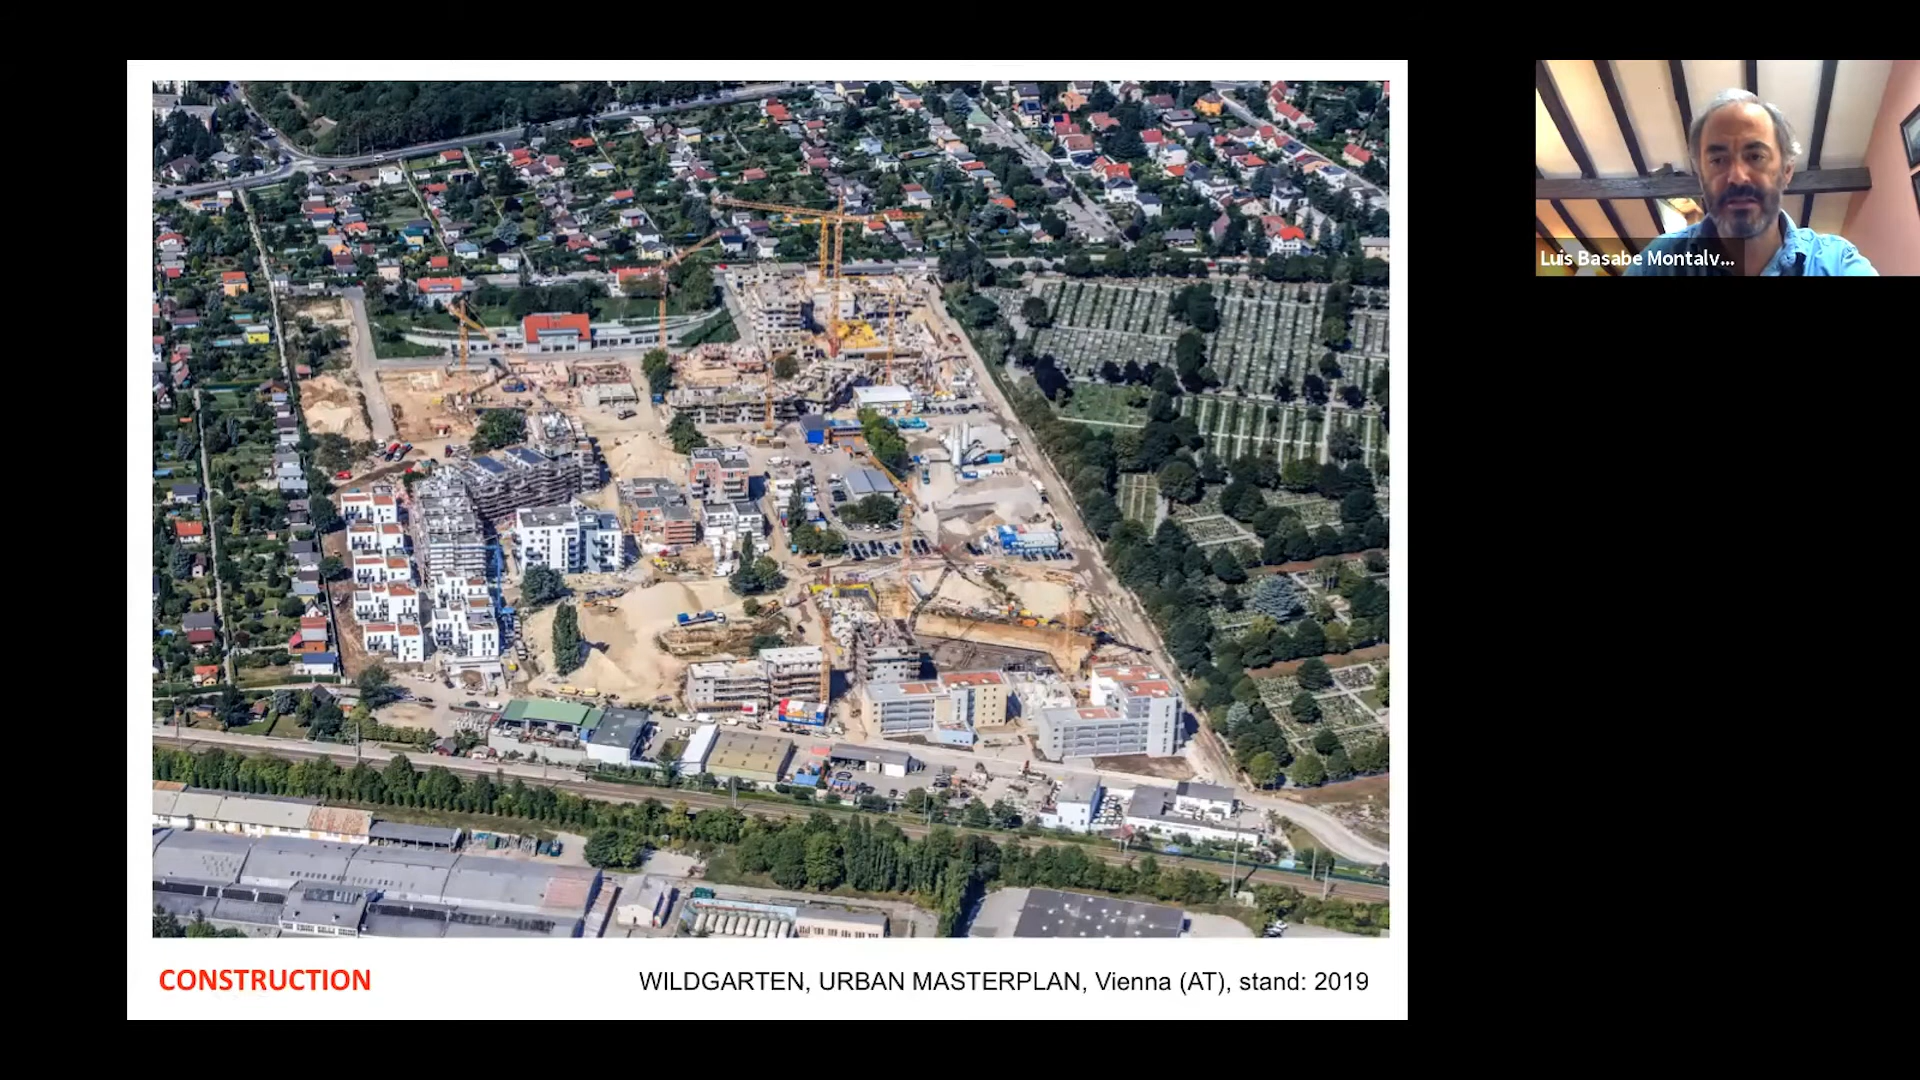 Luis Basabe Montalv...
CONSTRUCTION
WILDGARTEN, URBAN MASTERPLAN, Vienna (AT), stand: 2019